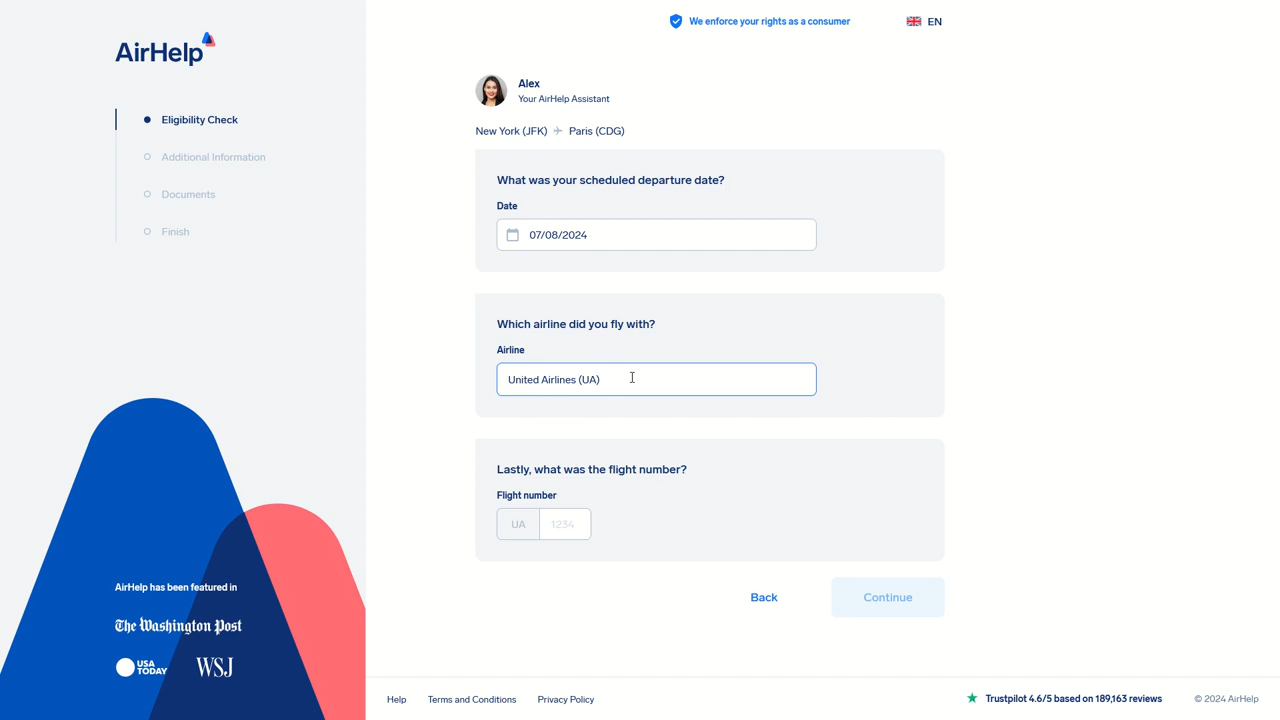 AirHelp
Eligibility Check
Additional Information
Documents
Finish
AirHelp has been featured in
The Washington Post
USA
TODAY
WSJ
We enforce your rights as a consumer
EN
Alex
Your AirHelp Assistant
New York (JFK) Paris (CDG)
What was your scheduled departure date?
Date
07/08/2024
Which airline did you fly with?
Airline
United Airlines (UA)
Lastly, what was the flight number?
Flight number
UA 1234
Back Continue
Help Terms and Conditions Privacy Policy
Trustpilot 4.6/5 based on 189,163 reviews
© 2024 AirHelp